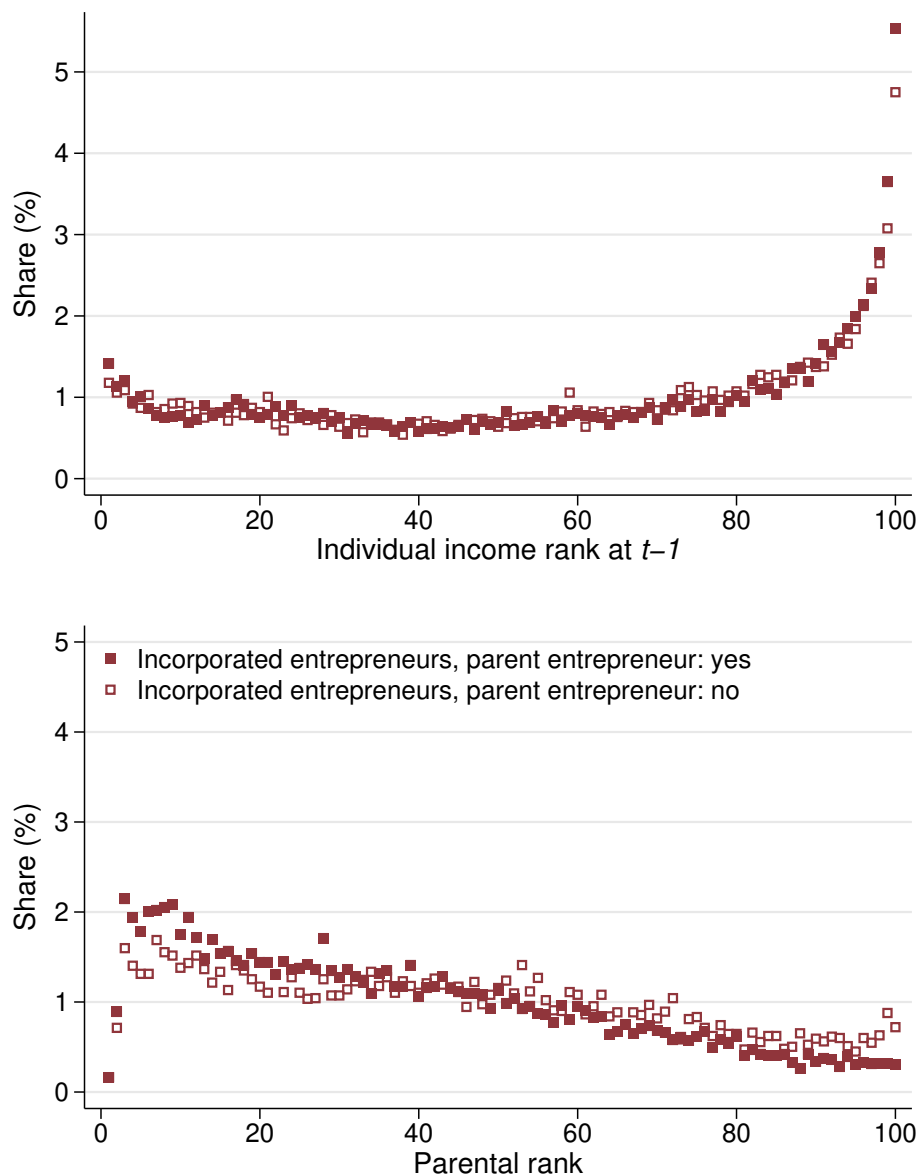 5
4
3
2
1
0
Share (%)
0 20 40 60 80 100
Individual income rank at t−1
Incorporated entrepreneurs, parent entrepreneur: yes
Incorporated entrepreneurs, parent entrepreneur: no
5
4
3
2
1
0
Share (%)
0 20 40 60 80 100
Parental rank